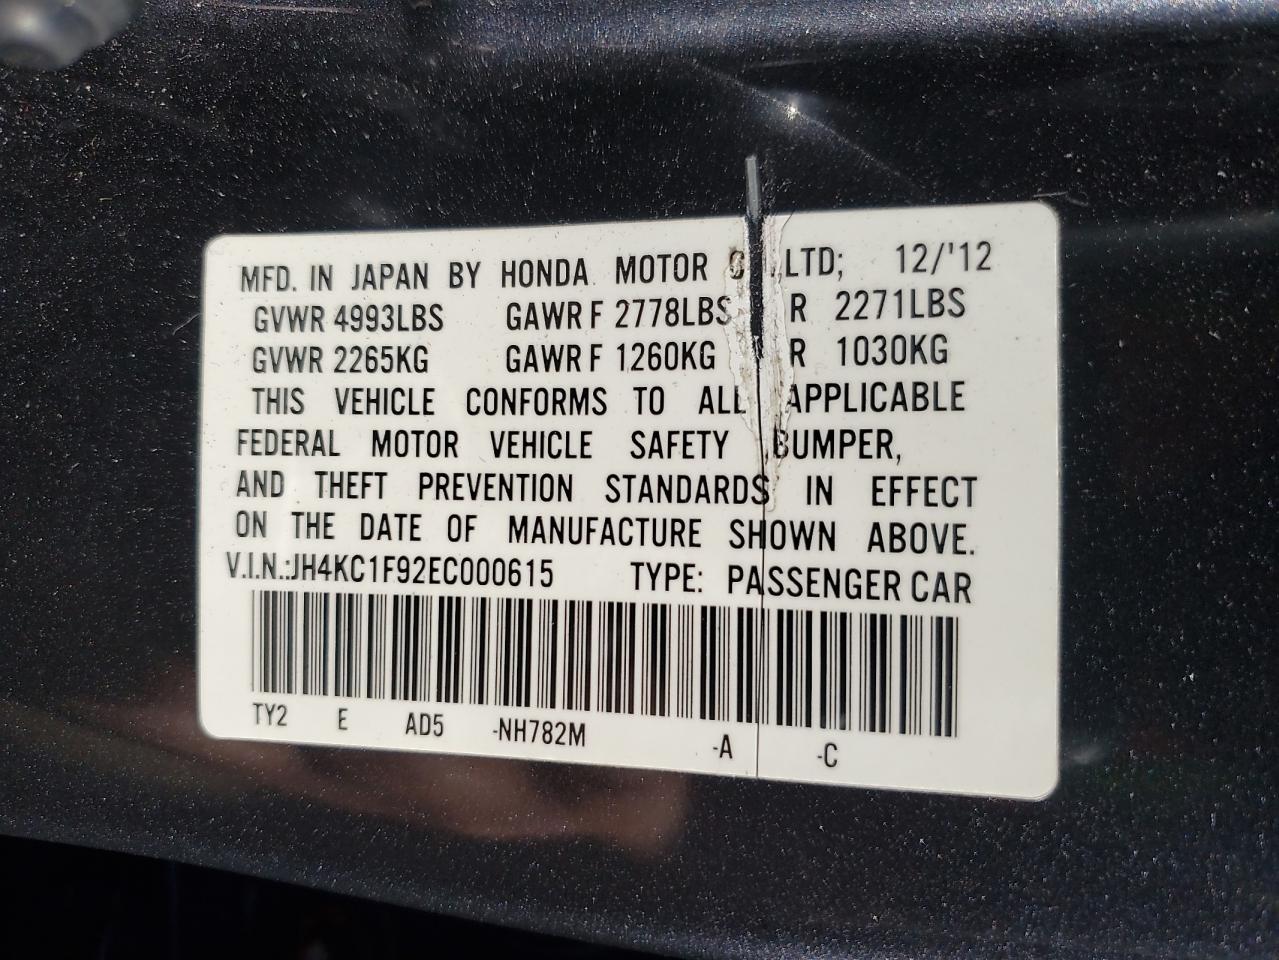 MFD. IN JAPAN BY HONDA MOTOR LTD; 12/'12
GVWR 4993LBS GAWR F 2778LBS R 2271LBS
GVWR 2265KG GAWR F 1260KG R 1030KG
THIS VEHICLE CONFORMS TO ALL APPLICABLE
FEDERAL MOTOR VEHICLE SAFETY BUMPER,
AND THEFT PREVENTION STANDARDS IN EFFECT
ON THE DATE OF MANUFACTURE SHOWN ABOVE.
V.I.N.:JH4KC1F92EC000615 TYPE: PASSENGER CAR
TY2 E AD5 -NH782M -A -C